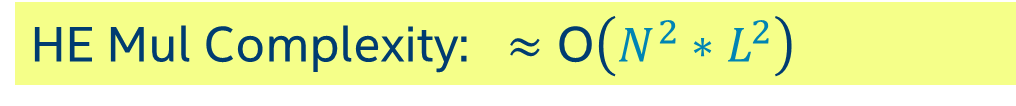 HE Mul Complexity: ≈ O(N² * L²)